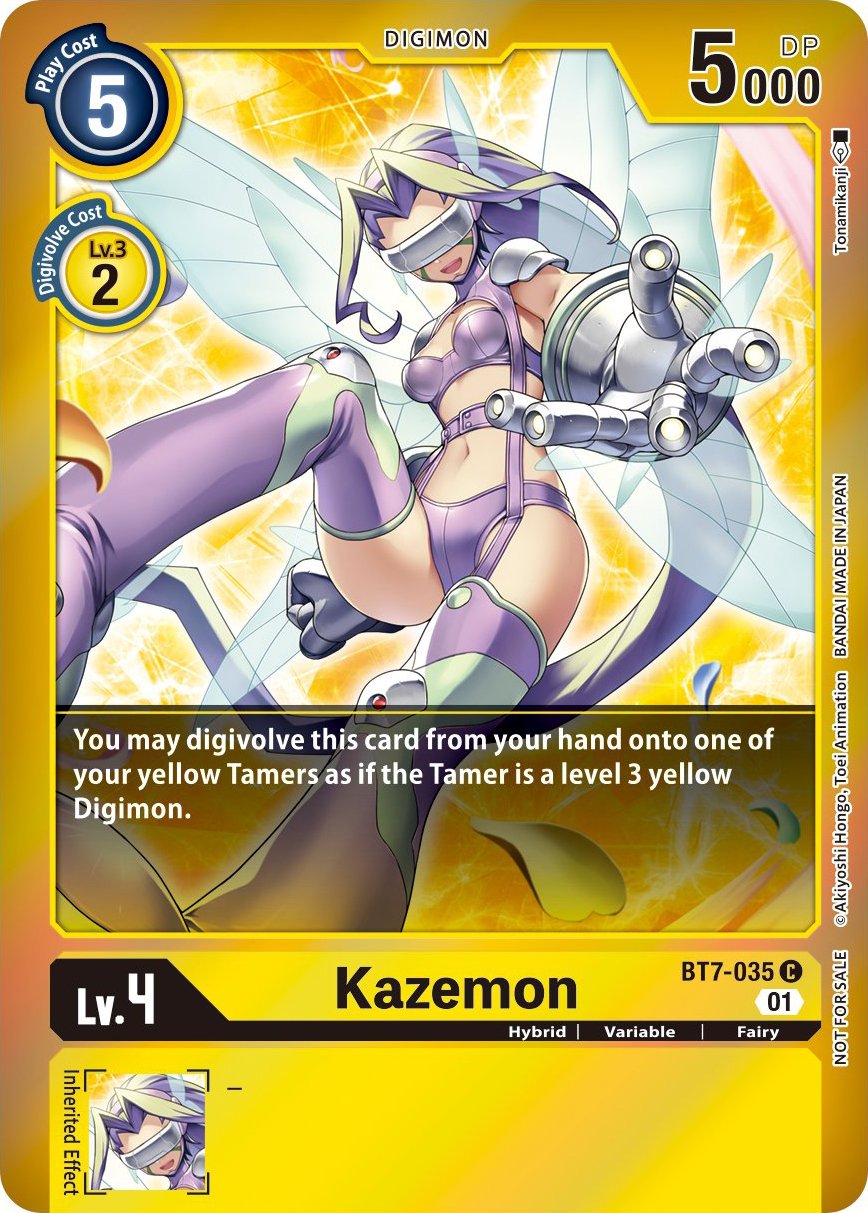 Play Cost
5
DIGIMON
DP
5000
Digivolve Cost
Lv.3
2
Tonamikanji
You may digivolve this card from your hand onto one of
your yellow Tamers as if the Tamer is a level 3 yellow
Digimon.
©Akiyoshi Hongo, Toei Animation BANDAI MADE IN JAPAN
NOT FOR SALE
Lv.4
Kazemon
BT7-035 C
01
Hybrid | Variable | Fairy
Inherited Effect
–